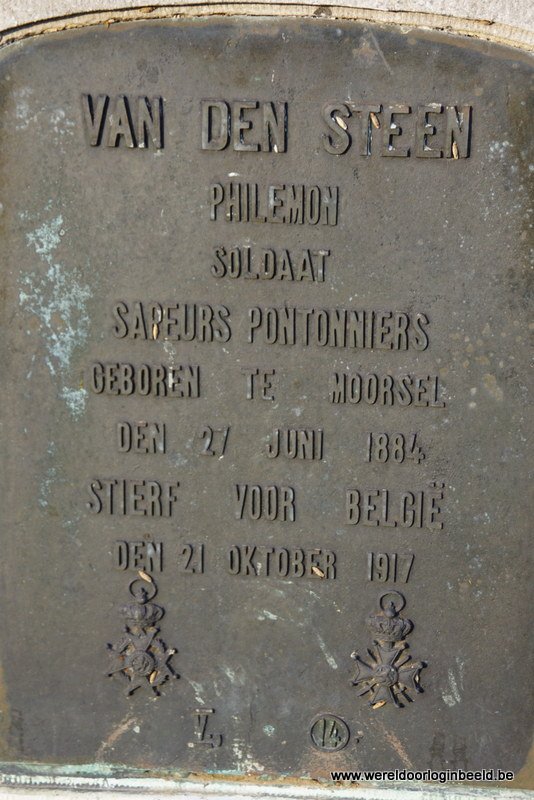 VAN DEN STEEN
PHILEMON
SOLDAAT
SAPEURS PONTONNIERS
GEBOREN TE MOORSEL
DEN 27 JUNI 1884
STIERF VOOR BELGIË
DEN 21 OKTOBER 1917
V. 14
www.wereldoorloginbeeld.be